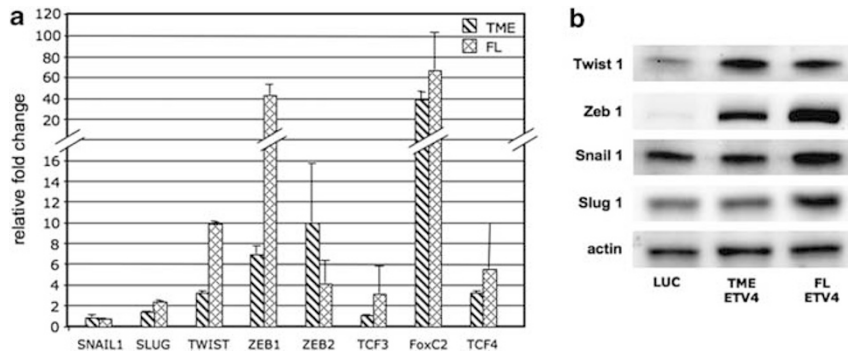 a
120
100
80
60
40
20
16
14
12
10
8
6
4
2
0
relative fold change
TME
FL
SNAIL1 SLUG TWIST ZEB1 ZEB2 TCF3 FoxC2 TCF4
b
Twist 1
Zeb 1
Snail 1
Slug 1
actin
LUC TME ETV4 FL ETV4